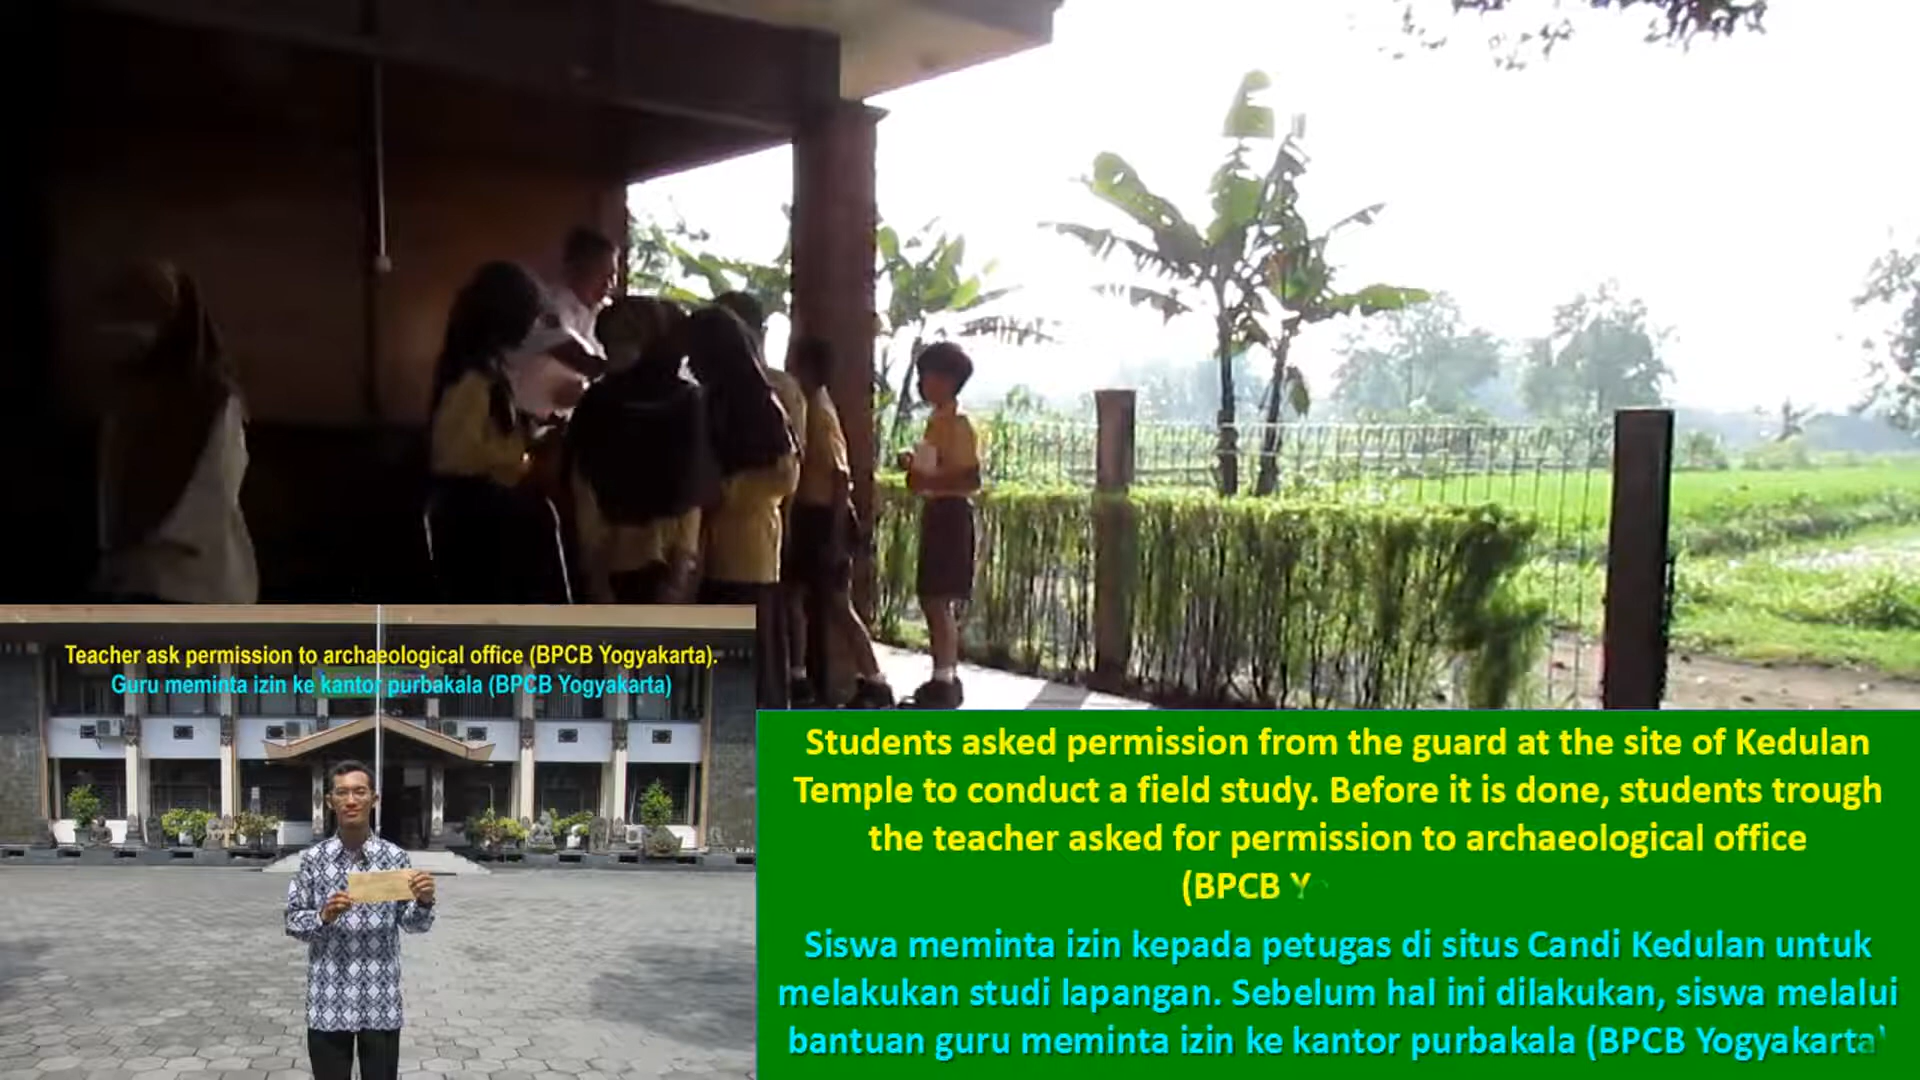 Teacher ask permission to archaeological office (BPCB Yogyakarta).
Guru meminta izin ke kantor purbakala (BPCB Yogyakarta)
Students asked permission from the guard at the site of Kedulan
Temple to conduct a field study. Before it is done, students trough
the teacher asked for permission to archaeological office
(BPCB Y
Siswa meminta izin kepada petugas di situs Candi Kedulan untuk
melakukan studi lapangan. Sebelum hal ini dilakukan, siswa melalui
bantuan guru meminta izin ke kantor purbakala (BPCB Yogyakarta)